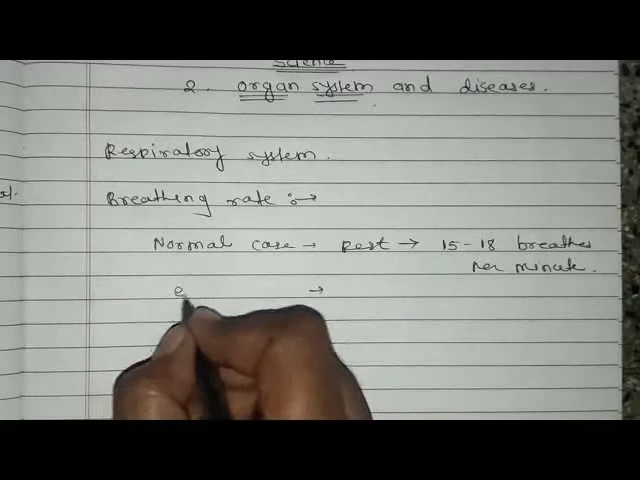 Science
2. Organ system and diseases.
Respiratory system.
Breathing rate :→
Normal case → Rest → 15-18 breathes
Per minute.
e →